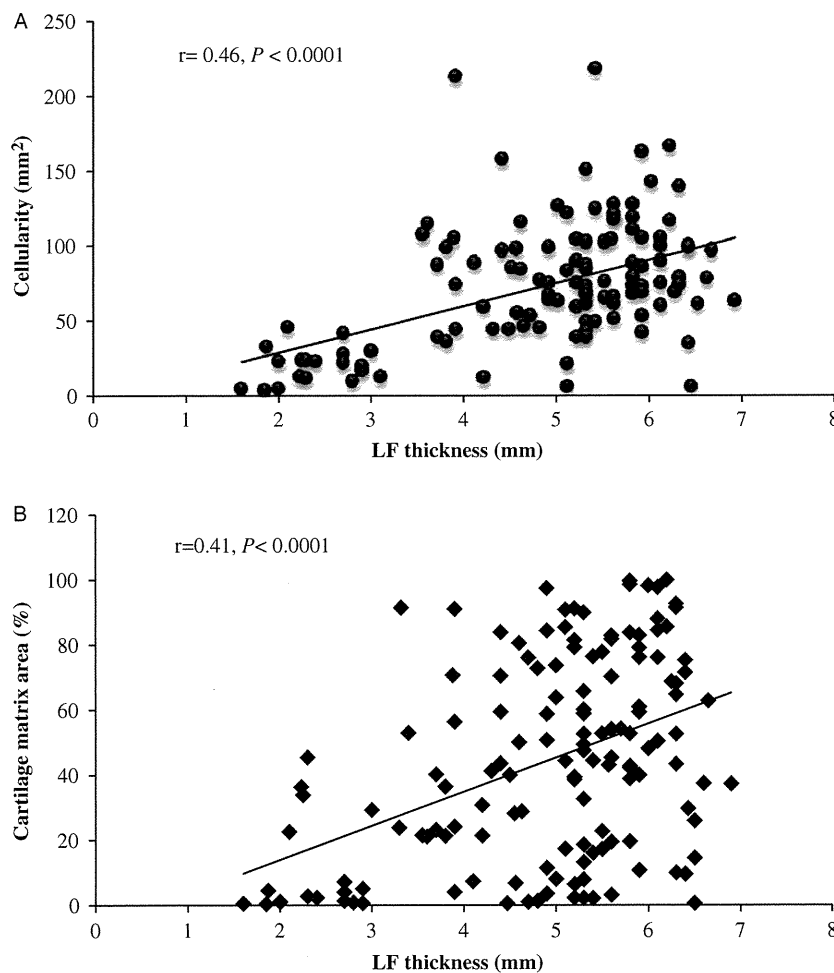 A
250
r= 0.46, P < 0.0001
200
150
100
50
0
Cellularity (mm²)
0 1 2 3 4 5 6 7 8
LF thickness (mm)
B
120
r=0.41, P< 0.0001
100
80
60
40
20
0
Cartilage matrix area (%)
0 1 2 3 4 5 6 7 8
LF thickness (mm)